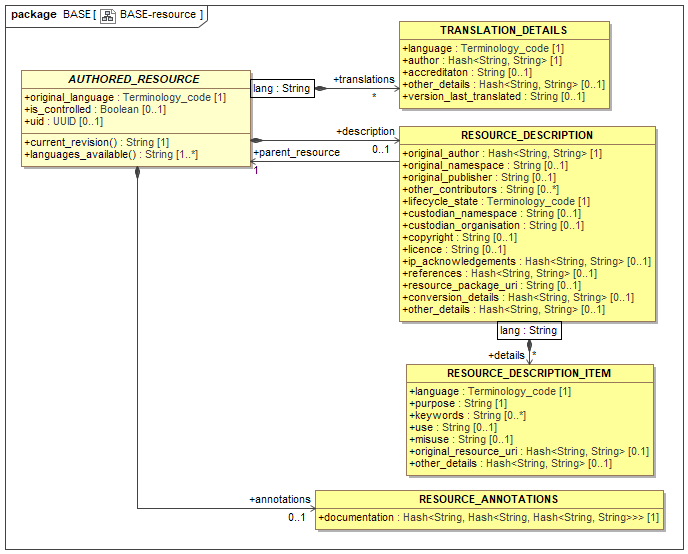 package BASE [ BASE-resource ]
TRANSLATION_DETAILS
+language : Terminology_code [1]
+author : Hash<String, String> [1]
+accreditaton : String [0..1]
+other_details : Hash<String, String> [0..1]
+version_last_translated : String [0..1]
AUTHORED_RESOURCE
+original_language : Terminology_code [1]
+is_controlled : Boolean [0..1]
+uid : UUID [0..1]
+current_revision() : String [1]
+languages_available() : String [1..*]
lang : String
+translations
*
+description
0..1
+parent_resource
1
RESOURCE_DESCRIPTION
+original_author : Hash<String, String> [1]
+original_namespace : String [0..1]
+original_publisher : String [0..1]
+other_contributors : String [0..*]
+lifecycle_state : Terminology_code [1]
+custodian_namespace : String [0..1]
+custodian_organisation : String [0..1]
+copyright : String [0..1]
+licence : String [0..1]
+ip_acknowledgements : Hash<String, String> [0..1]
+references : Hash<String, String> [0..1]
+resource_package_uri : String [0..1]
+conversion_details : Hash<String, String> [0..1]
+other_details : Hash<String, String> [0..1]
lang : String
+details
*
RESOURCE_DESCRIPTION_ITEM
+language : Terminology_code [1]
+purpose : String [1]
+keywords : String [0..*]
+use : String [0..1]
+misuse : String [0..1]
+original_resource_uri : Hash<String, String> [0.1]
+other_details : Hash<String, String> [0..1]
+annotations
0..1
RESOURCE_ANNOTATIONS
+documentation : Hash<String, Hash<String, Hash<String, String>>> [1]